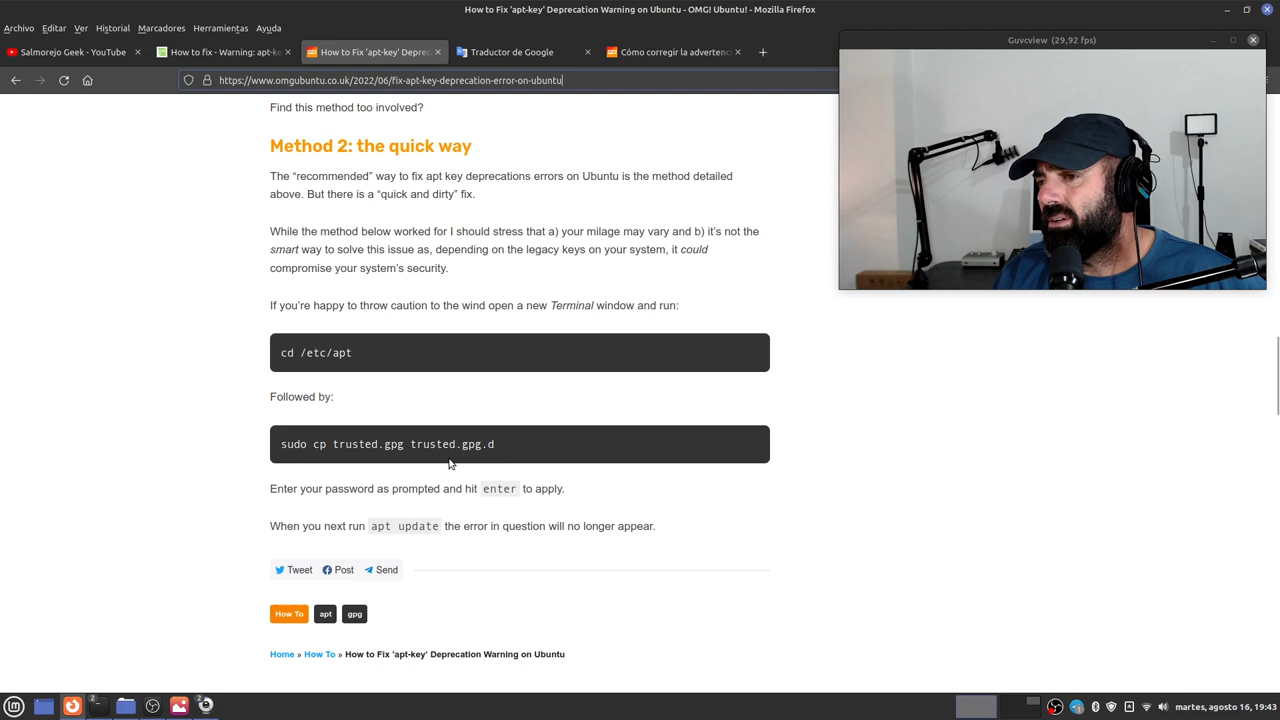 How to Fix 'apt-key' Deprecation Warning on Ubuntu - OMG! Ubuntu! - Mozilla Firefox
Archivo Editar Ver Historial Marcadores Herramientas Ayuda
Salmorejo Geek - YouTube
How to fix - Warning: apt-ke
How to Fix 'apt-key' Deprec
Traductor de Google
Cómo corregir la advertenc
https://www.omgubuntu.co.uk/2022/06/fix-apt-key-deprecation-error-on-ubuntu
Guvcview (29,92 fps)
Find this method too involved?
Method 2: the quick way
The “recommended” way to fix apt key deprecations errors on Ubuntu is the method detailed
above. But there is a “quick and dirty” fix.
While the method below worked for I should stress that a) your milage may vary and b) it’s not the
smart way to solve this issue as, depending on the legacy keys on your system, it could
compromise your system’s security.
If you’re happy to throw caution to the wind open a new Terminal window and run:
cd /etc/apt
Followed by:
sudo cp trusted.gpg trusted.gpg.d
Enter your password as prompted and hit enter to apply.
When you next run apt update the error in question will no longer appear.
Tweet Post Send
How To apt gpg
Home » How To » How to Fix 'apt-key' Deprecation Warning on Ubuntu
2 2 martes, agosto 16, 19:43